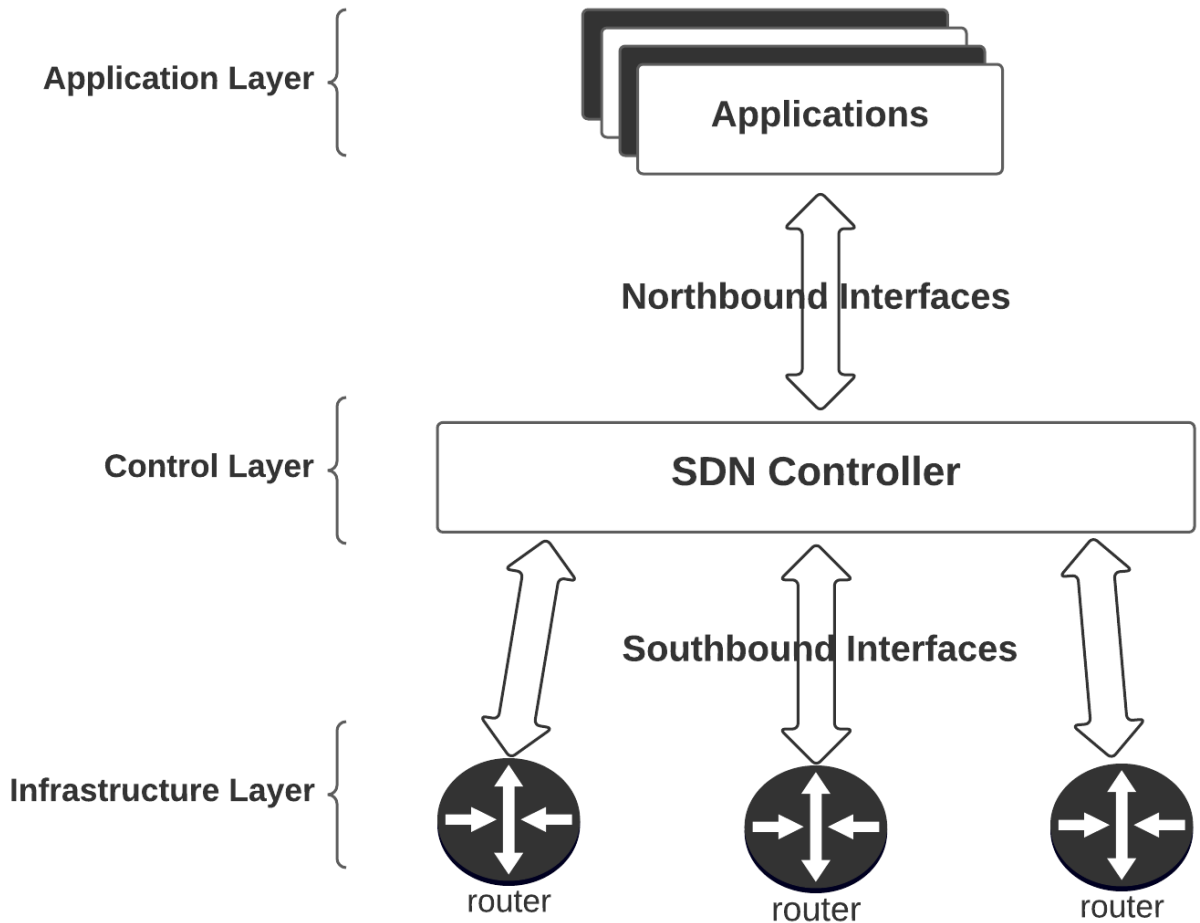 Application Layer
Applications
Northbound Interfaces
Control Layer
SDN Controller
Southbound Interfaces
Infrastructure Layer
router
router
router